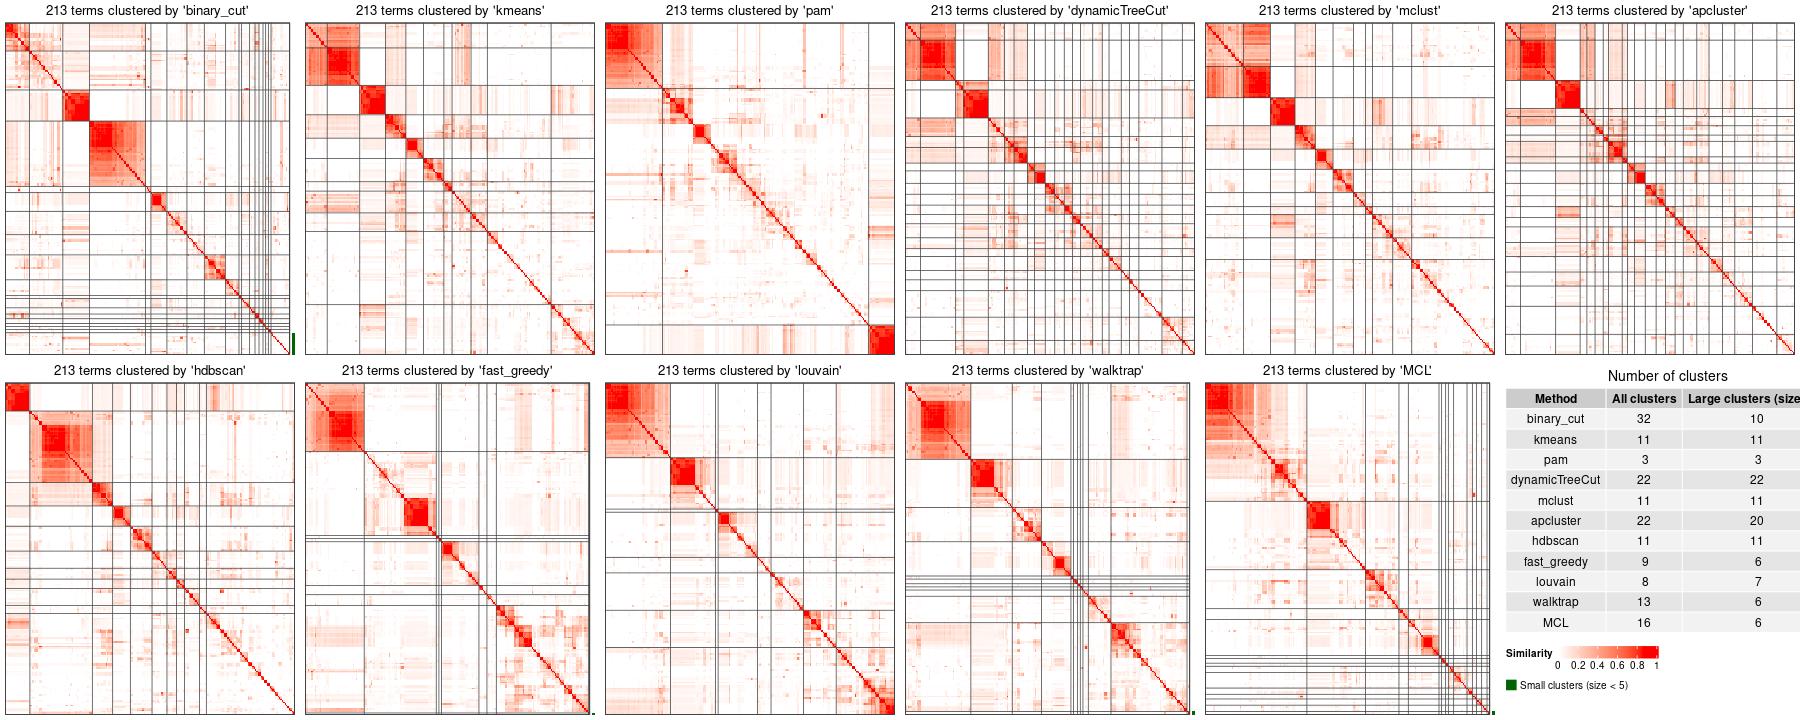 213 terms clustered by 'binary_cut'
213 terms clustered by 'kmeans'
213 terms clustered by 'pam'
213 terms clustered by 'dynamicTreeCut'
213 terms clustered by 'mclust'
213 terms clustered by 'apcluster'
213 terms clustered by 'hdbscan'
213 terms clustered by 'fast_greedy'
213 terms clustered by 'louvain'
213 terms clustered by 'walktrap'
213 terms clustered by 'MCL'
Number of clusters
Method All clusters Large clusters (size
binary_cut 32 10
kmeans 11 11
pam 3 3
dynamicTreeCut 22 22
mclust 11 11
apcluster 22 20
hdbscan 11 11
fast_greedy 9 6
louvain 8 7
walktrap 13 6
MCL 16 6
Similarity
0 0.2 0.4 0.6 0.8 1
Small clusters (size < 5)